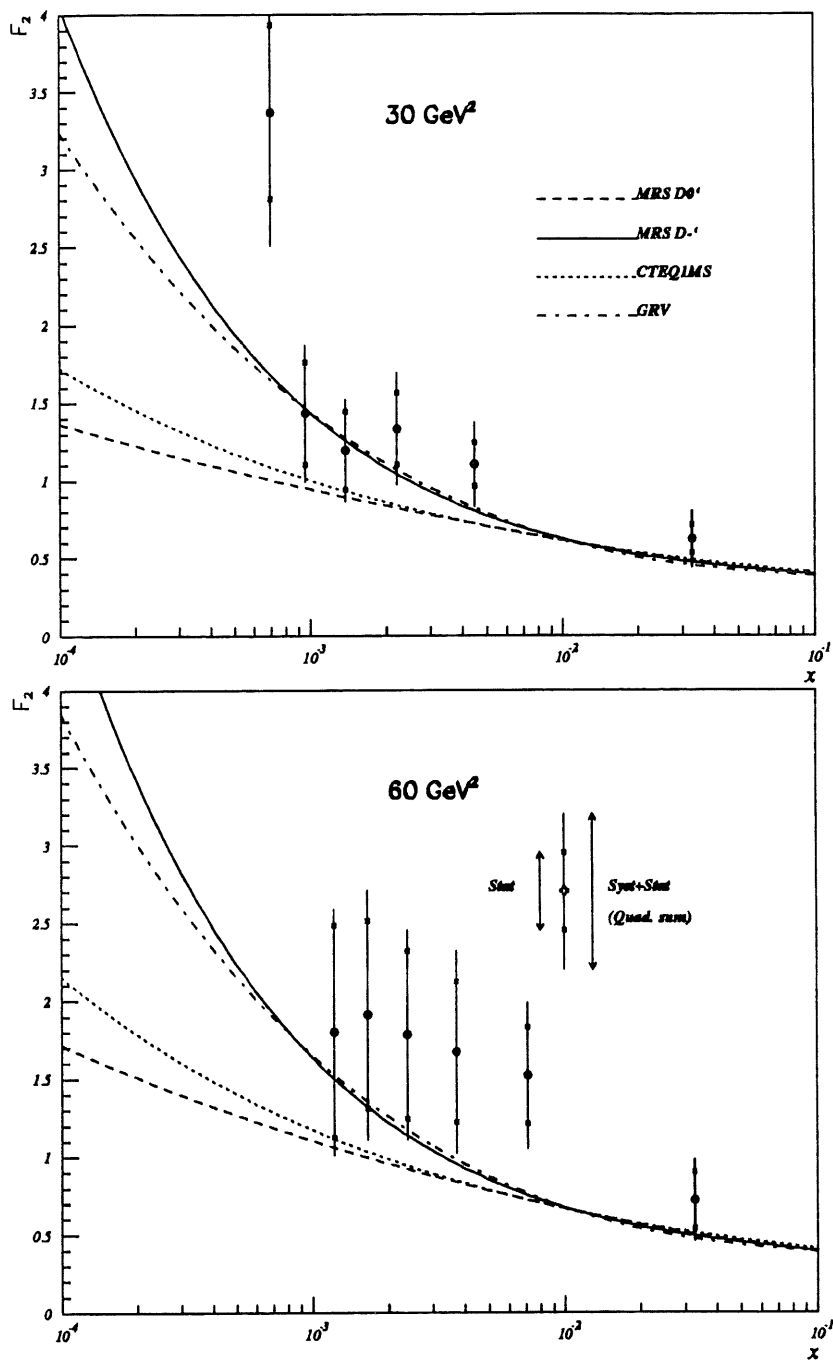 F₂
4
3.5
3
2.5
2
1.5
1
0.5
0
30 GeV²
MRS D0'
MRS D-'
CTEQ1MS
GRV
10⁻⁴
10⁻³
10⁻²
10⁻¹
x
F₂
4
3.5
3
2.5
2
1.5
1
0.5
0
60 GeV²
Stat
Syst+Stat
(Quad. sum)
10⁻⁴
10⁻³
10⁻²
10⁻¹
x